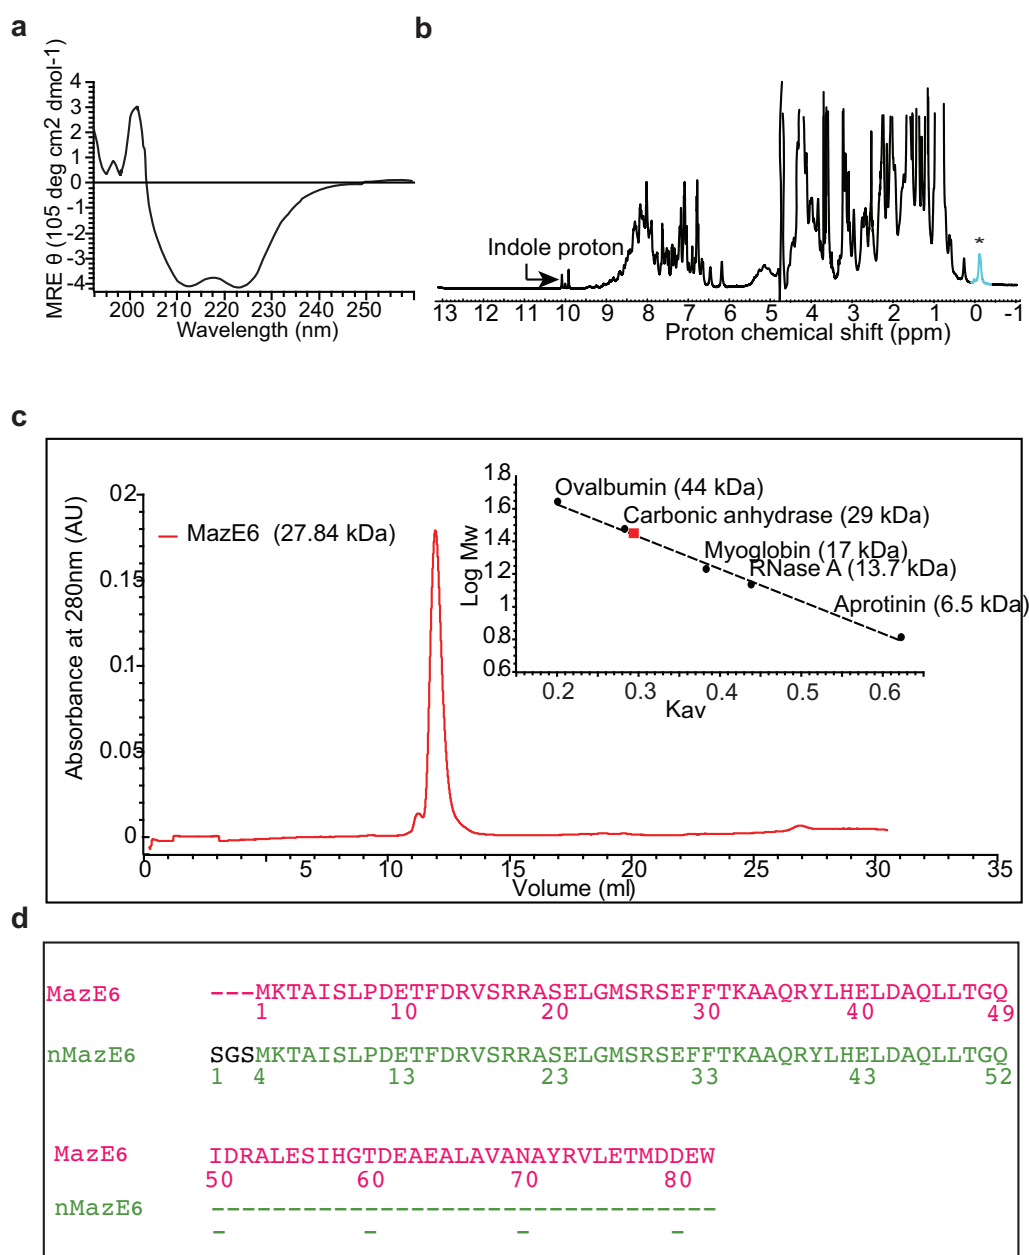 a
MRE θ (105 deg cm2 dmol-1)
4
3
2
1
0
-1
-2
-3
-4
200 210 220 230 240 250
Wavelength (nm)
b
Indole proton
*
13 12 11 10 9 8 7 6 5 4 3 2 1 0 -1
Proton chemical shift (ppm)
c
Absorbance at 280nm (AU)
02
0.15
0.1
0.05
0
MazE6 (27.84 kDa)
0 5 10 15 20 25 30 35
Volume (ml)
Log Mw
1.8
1.6
1.4
1.2
1
0.8
0.6
Ovalbumin (44 kDa)
Carbonic anhydrase (29 kDa)
Myoglobin (17 kDa)
RNase A (13.7 kDa)
Aprotinin (6.5 kDa)
0.2 0.3 0.4 0.5 0.6
Kav
d
MazE6 ---MKTAISLPDETFDRVSRRASELGMSRSEFFTKAAQRYLHELDAQLLTGQ
1 10 20 30 40 49
nMazE6 SGSMKTAISLPDETFDRVSRRASELGMSRSEFFTKAAQRYLHELDAQLLTGQ
1 4 13 23 33 43 52
MazE6 IDRALESIHGTDEAEALAVANAYRVLETMDDEW
50 60 70 80
nMazE6 ---------------------------------
- - - -